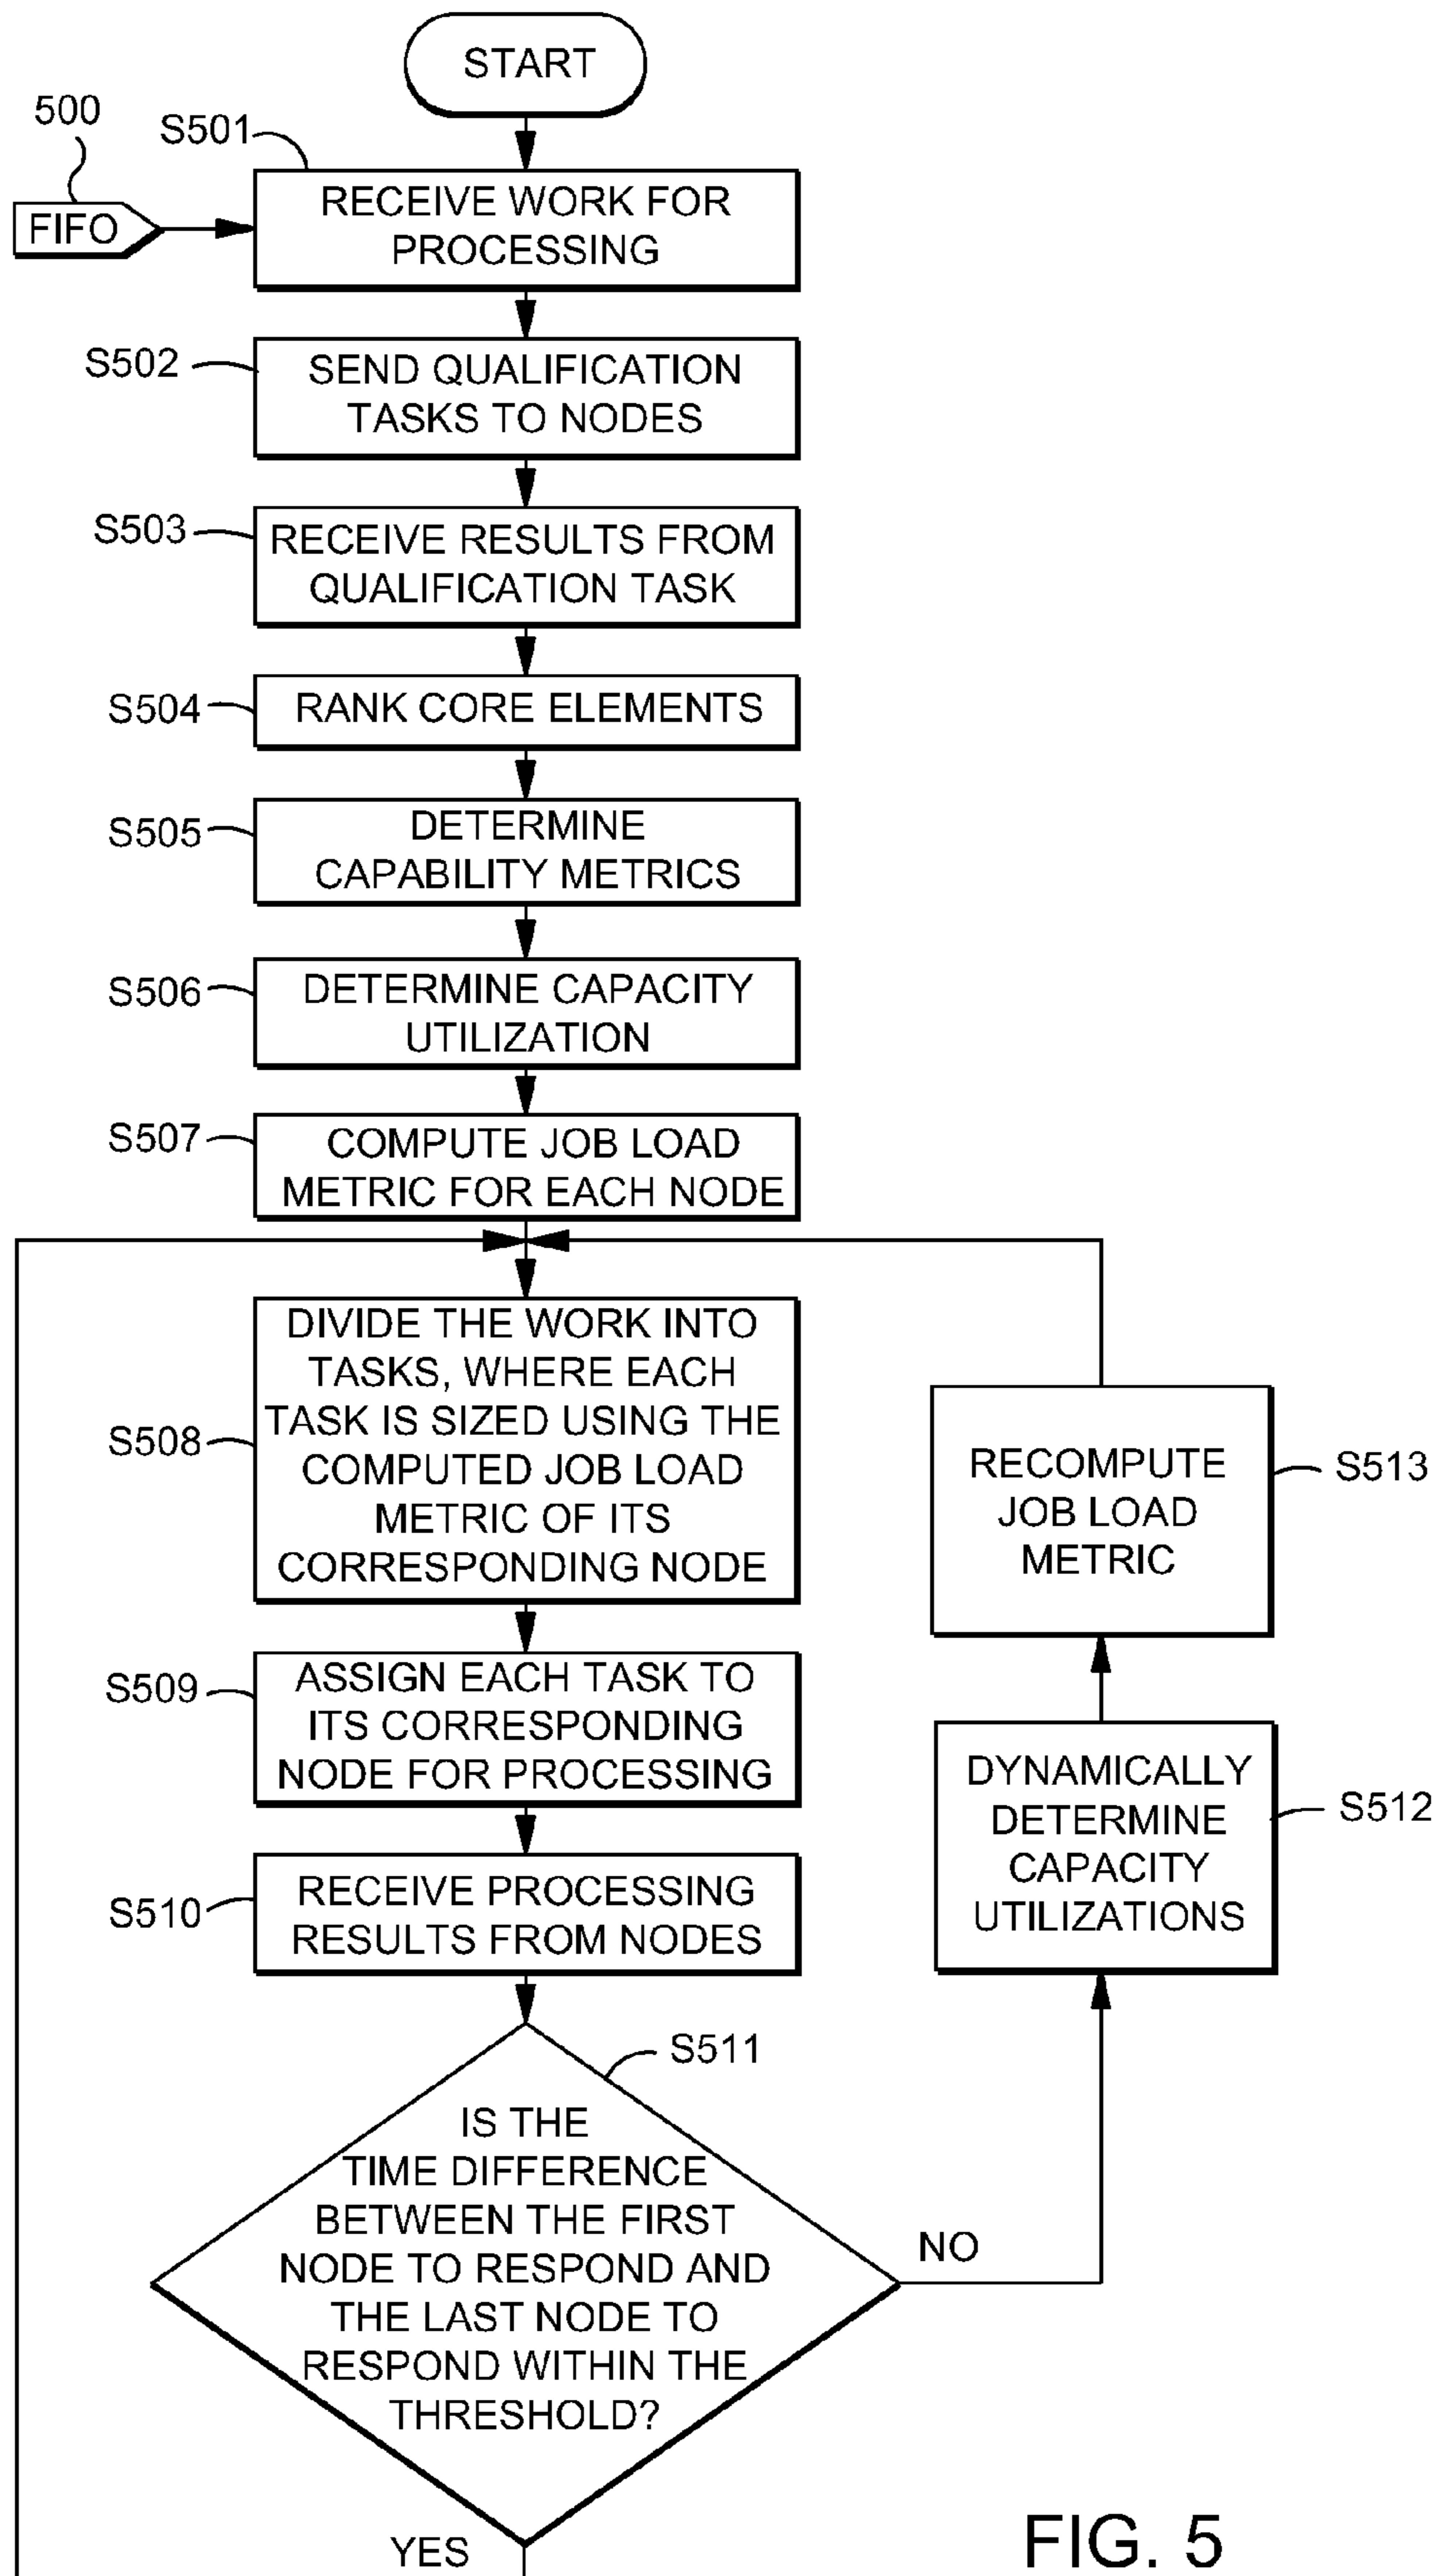 START
500
S501
FIFO
RECEIVE WORK FOR
PROCESSING
S502
SEND QUALIFICATION
TASKS TO NODES
S503
RECEIVE RESULTS FROM
QUALIFICATION TASK
S504
RANK CORE ELEMENTS
S505
DETERMINE
CAPABILITY METRICS
S506
DETERMINE CAPACITY
UTILIZATION
S507
COMPUTE JOB LOAD
METRIC FOR EACH NODE
S508
DIVIDE THE WORK INTO
TASKS, WHERE EACH
TASK IS SIZED USING THE
COMPUTED JOB LOAD
METRIC OF ITS
CORRESPONDING NODE
S509
ASSIGN EACH TASK TO
ITS CORRESPONDING
NODE FOR PROCESSING
S510
RECEIVE PROCESSING
RESULTS FROM NODES
S511
IS THE
TIME DIFFERENCE
BETWEEN THE FIRST
NODE TO RESPOND AND
THE LAST NODE TO
RESPOND WITHIN THE
THRESHOLD?
NO
YES
DYNAMICALLY
DETERMINE
CAPACITY
UTILIZATIONS
S512
RECOMPUTE
JOB LOAD
METRIC
S513
FIG. 5